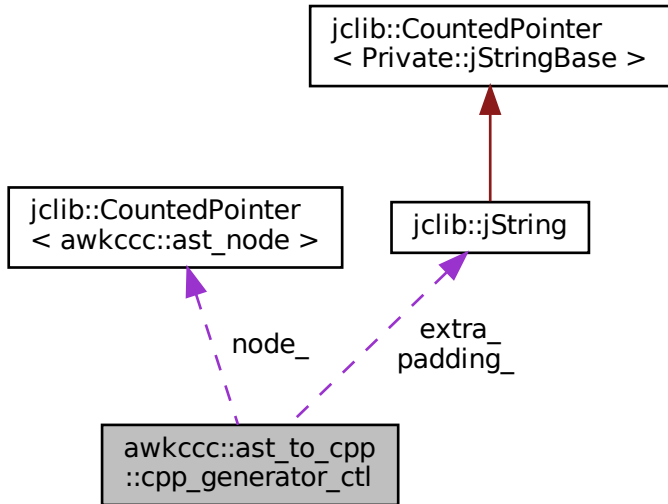 jclib::CountedPointer
< Private::jStringBase >
jclib::CountedPointer
< awkccc::ast_node >
jclib::jString
node_
extra_
padding_
awkccc::ast_to_cpp
::cpp_generator_ctl